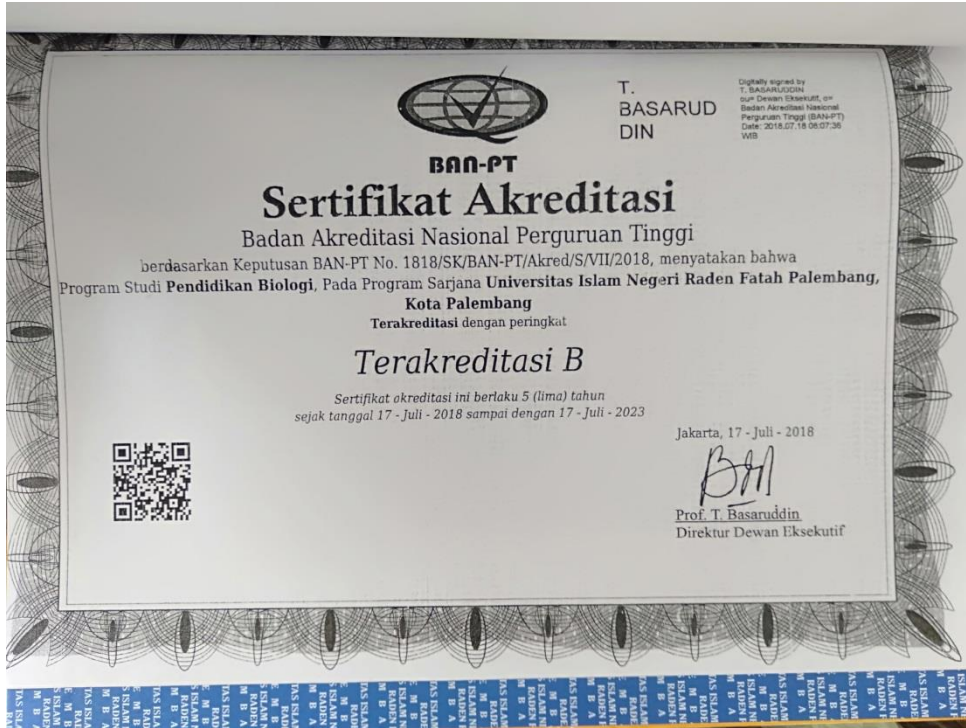 T.
BASARUD
DIN
Digitally signed by
T. BASARUDDIN
ou= Dewan Eksekutif, o=
Badan Akreditasi Nasional
Perguruan Tinggi (BAN-PT)
Date: 2018.07.18 08:07:36
WIB
BAN-PT
Sertifikat Akreditasi
Badan Akreditasi Nasional Perguruan Tinggi
berdasarkan Keputusan BAN-PT No. 1818/SK/BAN-PT/Akred/S/VII/2018, menyatakan bahwa
Program Studi Pendidikan Biologi, Pada Program Sarjana Universitas Islam Negeri Raden Fatah Palembang,
Kota Palembang
Terakreditasi dengan peringkat
Terakreditasi B
Sertifikat akreditasi ini berlaku 5 (lima) tahun
sejak tanggal 17 - Juli - 2018 sampai dengan 17 - Juli - 2023
Jakarta, 17 - Juli - 2018
Prof. T. Basaruddin
Direktur Dewan Eksekutif